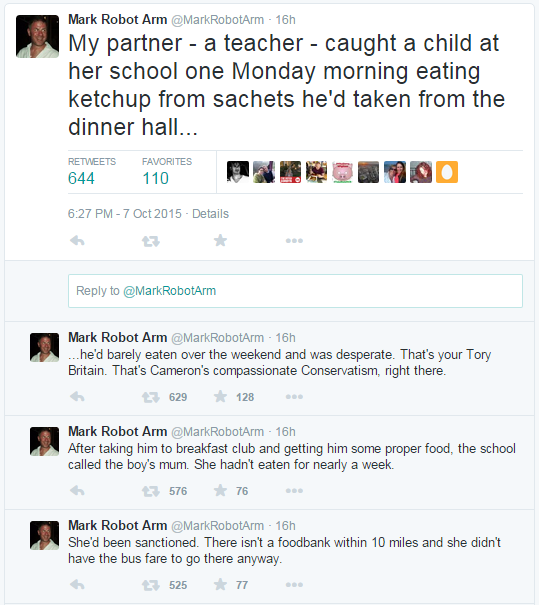 Mark Robot Arm @MarkRobotArm · 16h
My partner - a teacher - caught a child at
her school one Monday morning eating
ketchup from sachets he'd taken from the
dinner hall...
RETWEETS FAVORITES
644 110
6:27 PM - 7 Oct 2015 · Details
Reply to @MarkRobotArm
Mark Robot Arm @MarkRobotArm · 16h
...he'd barely eaten over the weekend and was desperate. That's your Tory
Britain. That's Cameron's compassionate Conservatism, right there.
629 128
Mark Robot Arm @MarkRobotArm · 16h
After taking him to breakfast club and getting him some proper food, the school
called the boy's mum. She hadn't eaten for nearly a week.
576 76
Mark Robot Arm @MarkRobotArm · 16h
She'd been sanctioned. There isn't a foodbank within 10 miles and she didn't
have the bus fare to go there anyway.
525 77